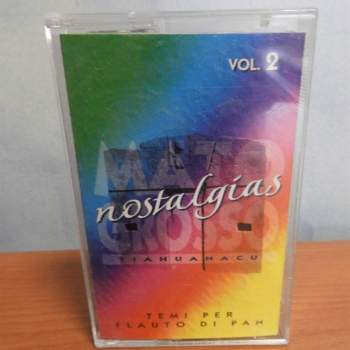 VOL. 2
MATO
nostalgias
GROSSO
TIAHUANACU
TEMI PER
FLAUTO DI PAN